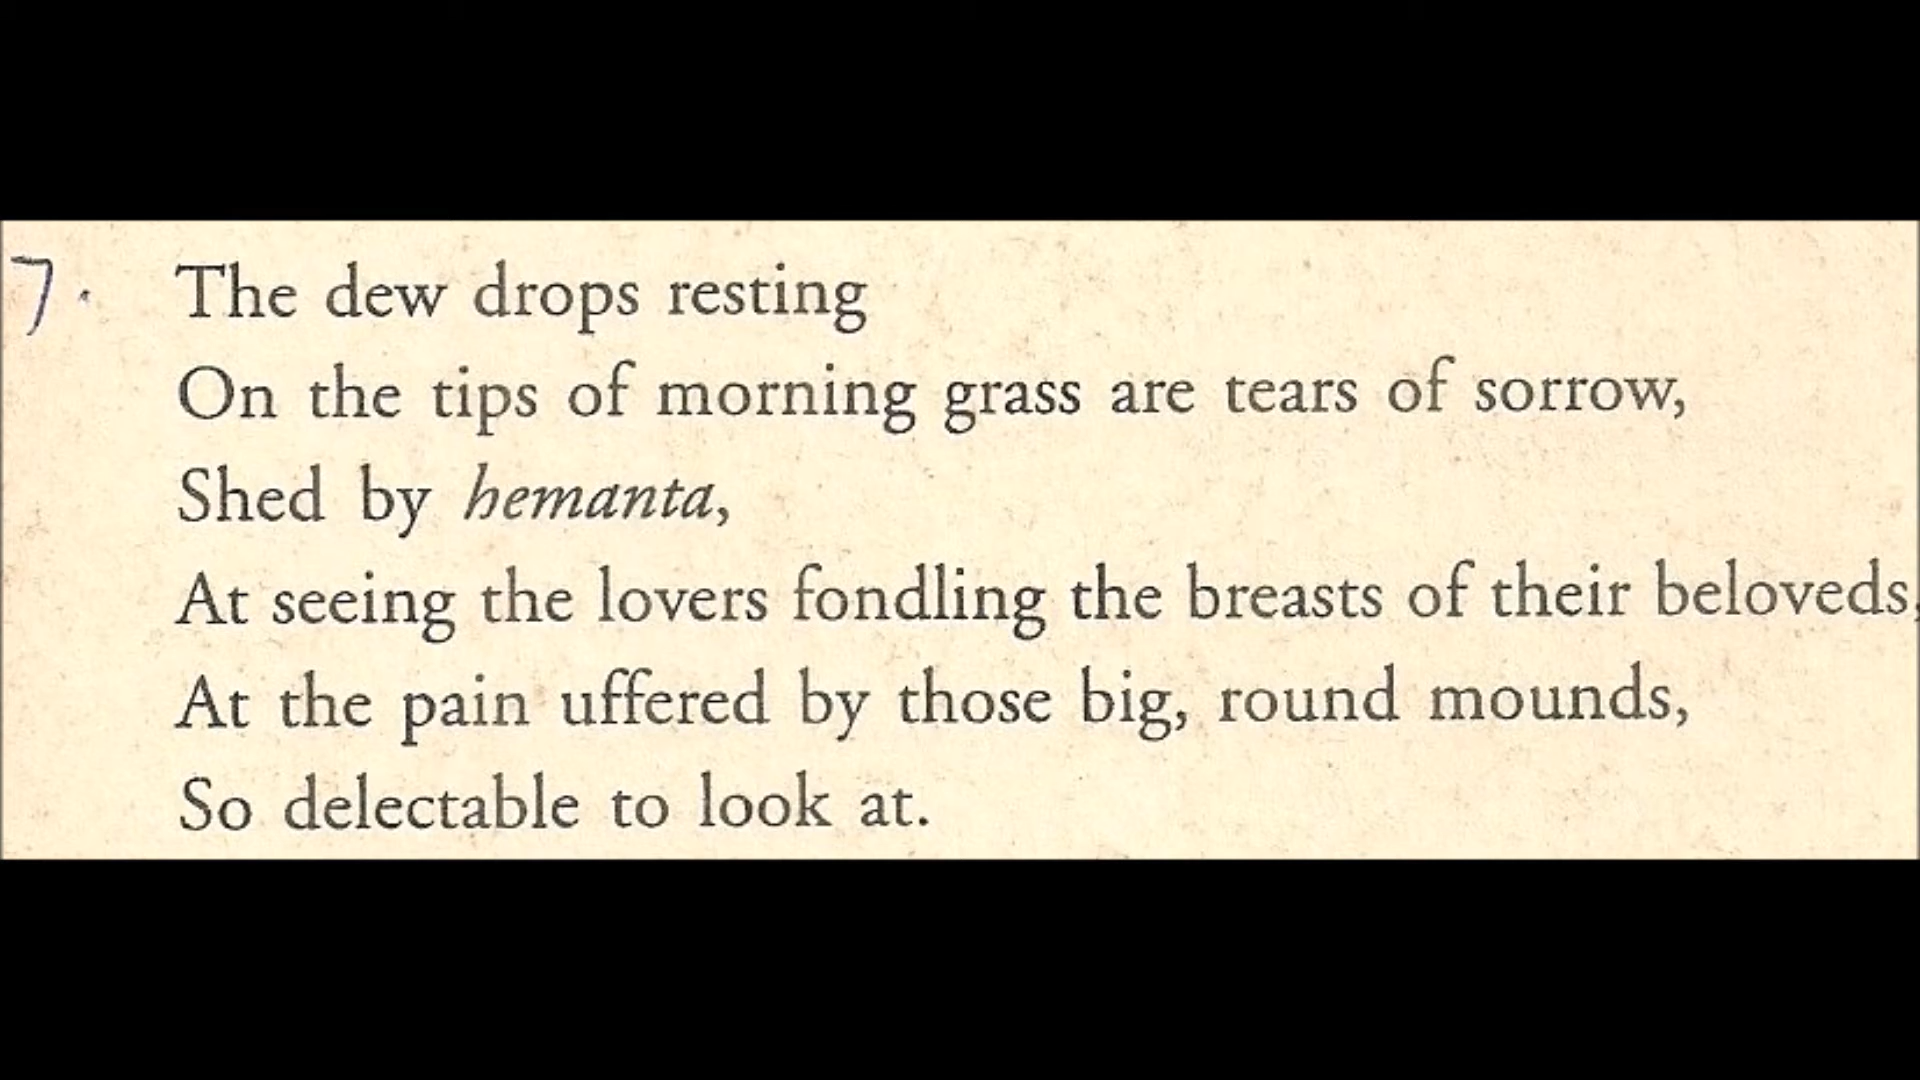 7. The dew drops resting
On the tips of morning grass are tears of sorrow,
Shed by hemanta,
At seeing the lovers fondling the breasts of their beloveds,
At the pain uffered by those big, round mounds,
So delectable to look at.